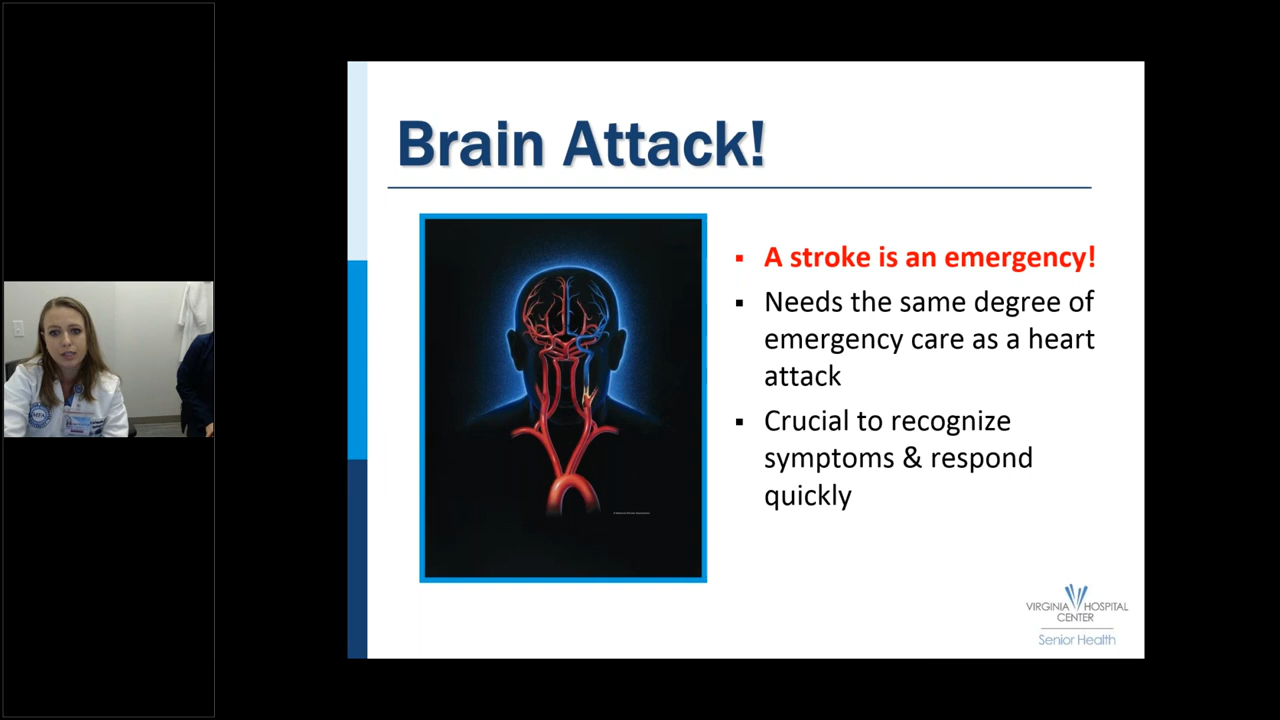 Brain Attack!
▪ A stroke is an emergency!
▪ Needs the same degree of
emergency care as a heart
attack
▪ Crucial to recognize
symptoms & respond
quickly
VIRGINIA HOSPITAL
CENTER
Senior Health